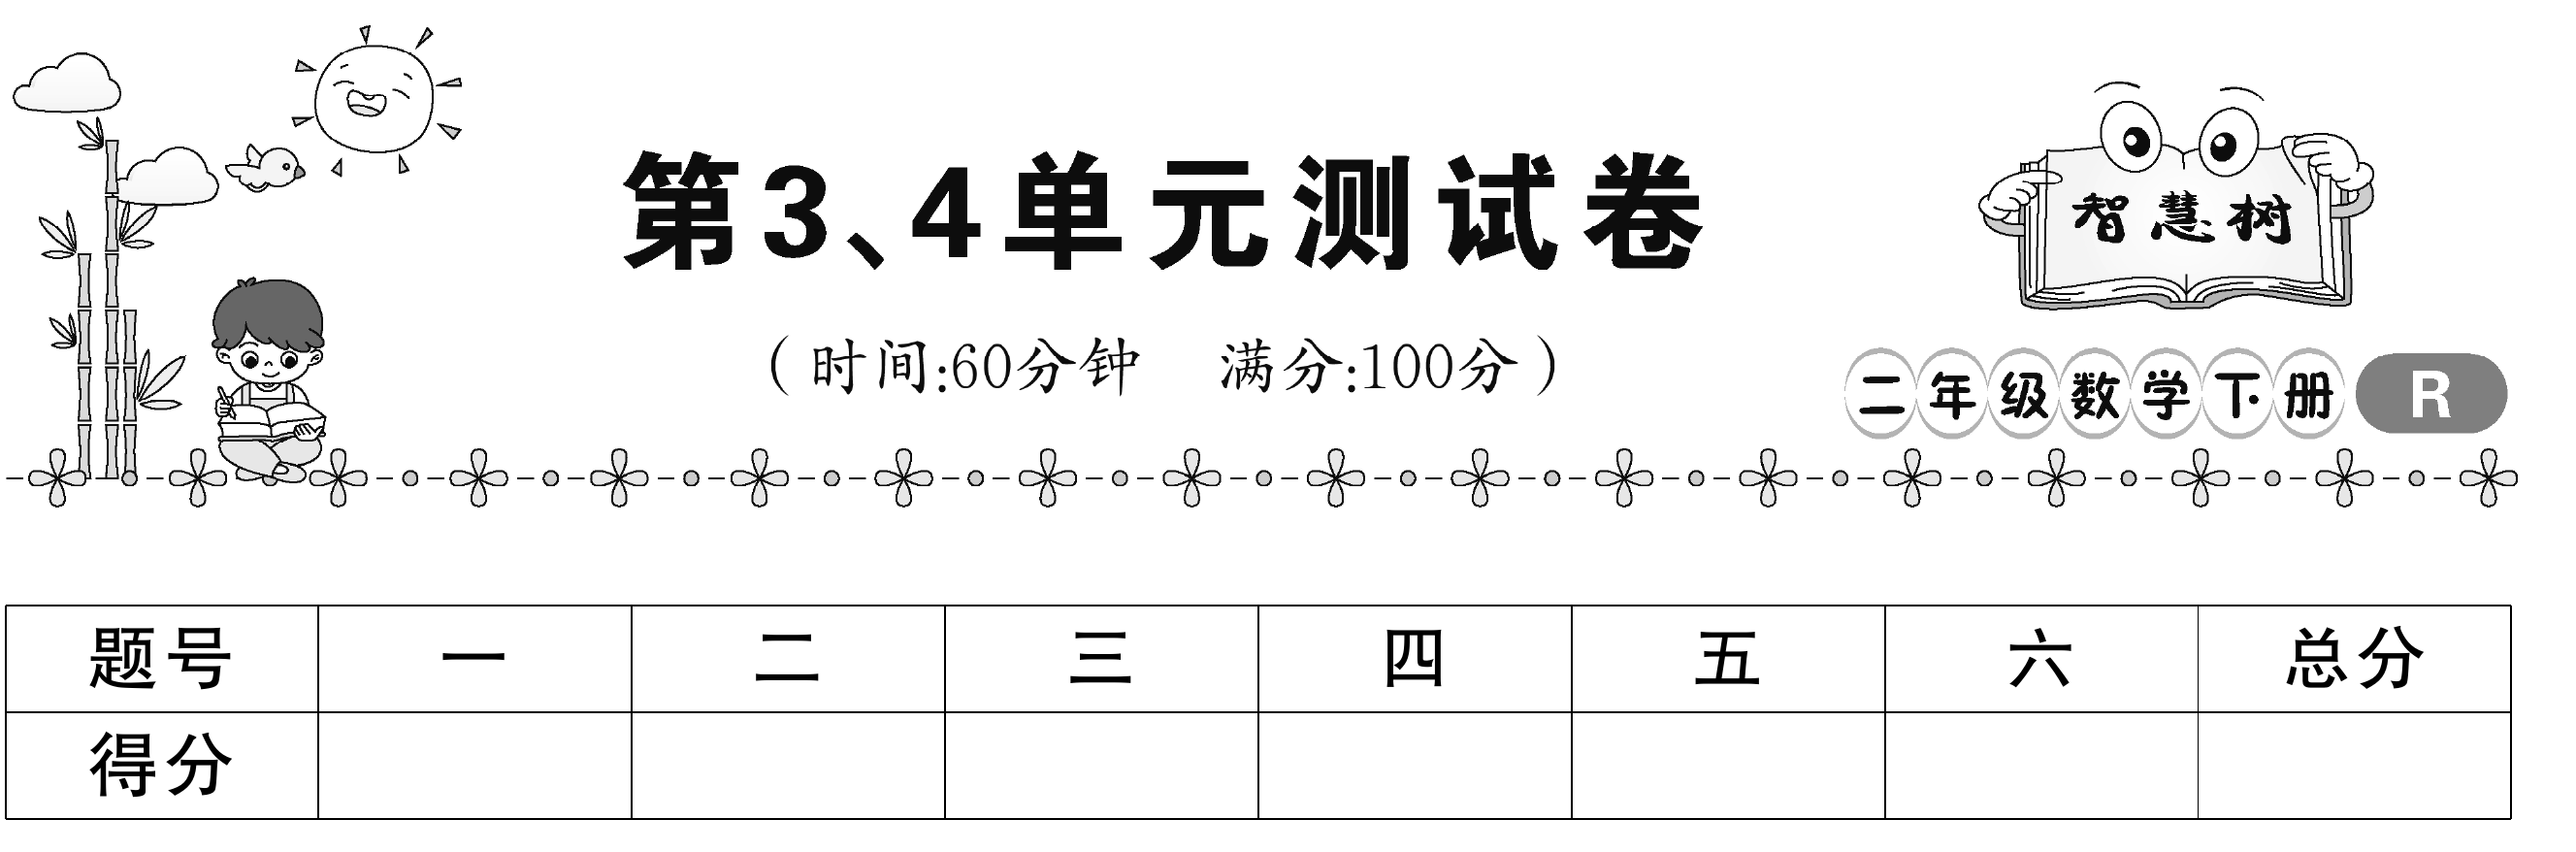 第3、4单元测试卷
智慧树
（时间:60分钟 满分:100分）
二年级数学下册 R
题号 一 二 三 四 五 六 总分
得分